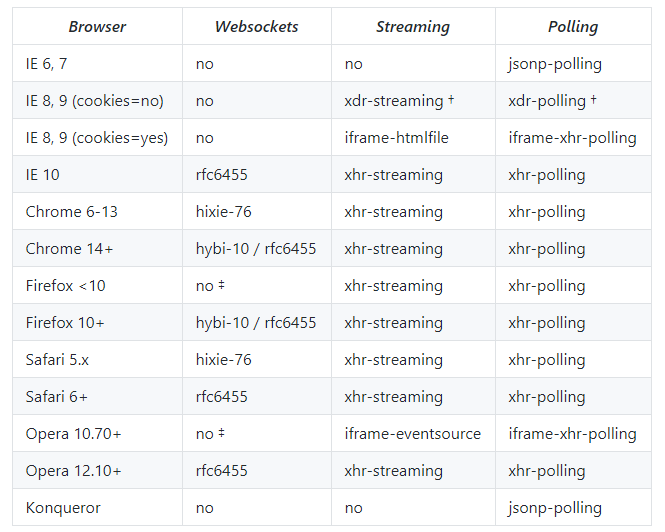 Browser Websockets Streaming Polling
IE 6, 7 no no jsonp-polling
IE 8, 9 (cookies=no) no xdr-streaming † xdr-polling †
IE 8, 9 (cookies=yes) no iframe-htmlfile iframe-xhr-polling
IE 10 rfc6455 xhr-streaming xhr-polling
Chrome 6-13 hixie-76 xhr-streaming xhr-polling
Chrome 14+ hybi-10 / rfc6455 xhr-streaming xhr-polling
Firefox <10 no ‡ xhr-streaming xhr-polling
Firefox 10+ hybi-10 / rfc6455 xhr-streaming xhr-polling
Safari 5.x hixie-76 xhr-streaming xhr-polling
Safari 6+ rfc6455 xhr-streaming xhr-polling
Opera 10.70+ no ‡ iframe-eventsource iframe-xhr-polling
Opera 12.10+ rfc6455 xhr-streaming xhr-polling
Konqueror no no jsonp-polling